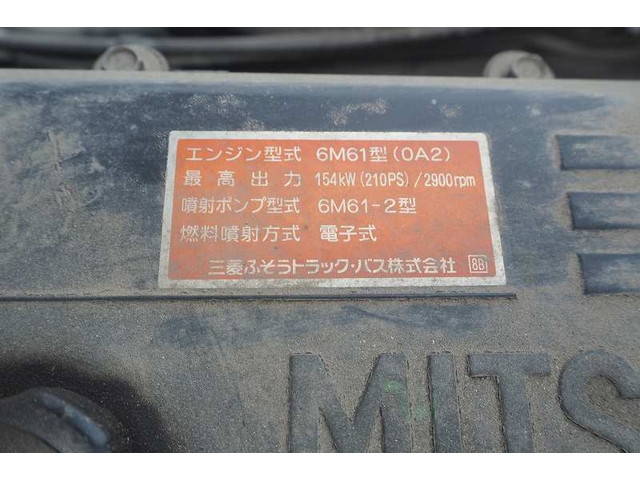 エンジン型式 6M61型(0A2)
最高出力 154kW(210PS)/2900rpm
噴射ポンプ型式 6M61-2型
燃料噴射方式 電子式
三菱ふそうトラック・バス株式会社 8B
MITS